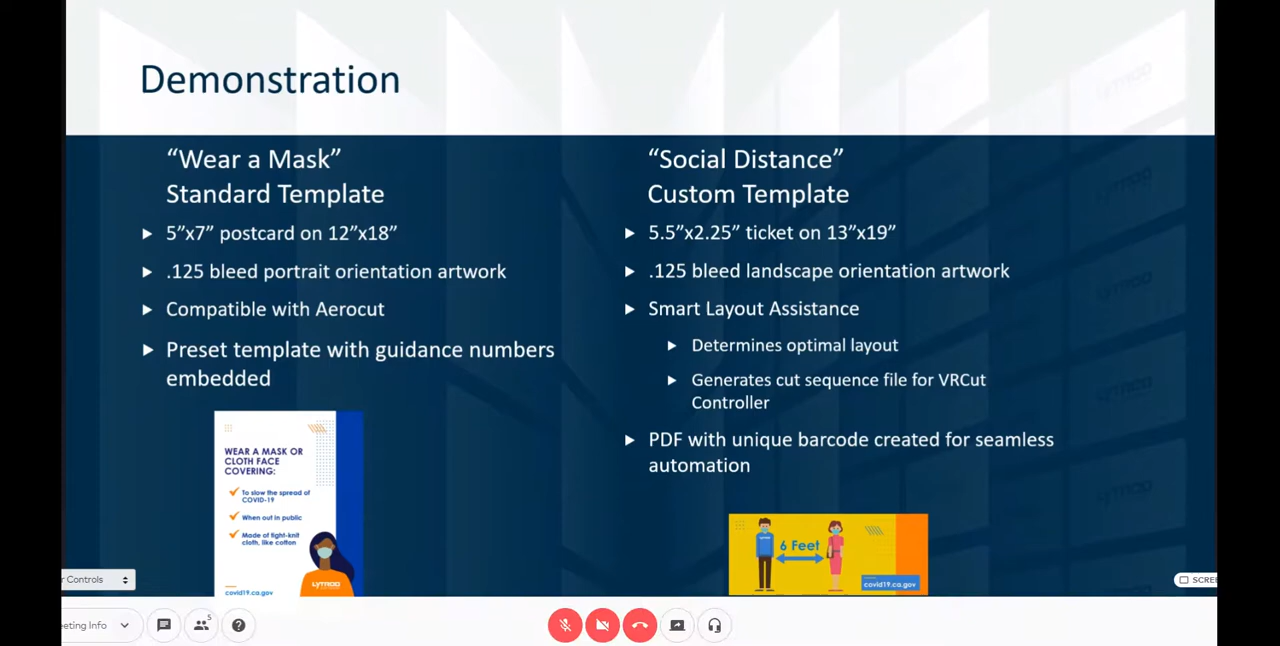 Demonstration
“Wear a Mask”
Standard Template
5”x7” postcard on 12”x18”
.125 bleed portrait orientation artwork
Compatible with Aerocut
Preset template with guidance numbers
embedded
WEAR A MASK OR
CLOTH FACE
COVERING:
To slow the spread of
COVID-19
When out in public
Made of tight-knit
cloth, like cotton
LYTROD
covid19.ca.gov
“Social Distance”
Custom Template
5.5”x2.25” ticket on 13”x19”
.125 bleed landscape orientation artwork
Smart Layout Assistance
Determines optimal layout
Generates cut sequence file for VRCut
Controller
PDF with unique barcode created for seamless
automation
6 Feet
covid19.ca.gov
r Controls
SCREE
eeting Info
5